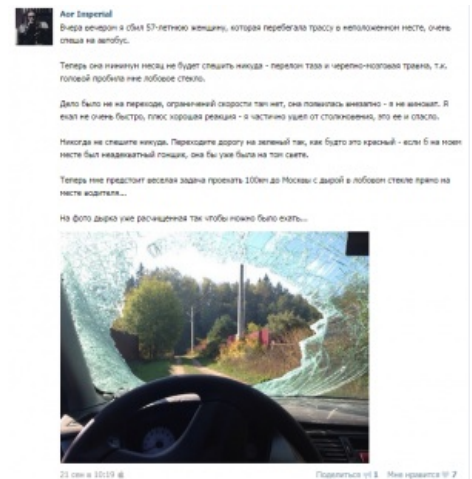 Aor Imperial
Вчера вечером я сбил 57-летнюю женщину, которая перебегала трассу в неположенном месте, очень
спеша на автобус.
Теперь она минимум месяц не будет спешить никуда - перелом таза и черепно-мозговая травма, т.к.
головой пробила мне лобовое стекло.
Дело было не на переходе, ограничений скорости там нет, она появилась внезапно - я не виноват. Я
ехал не очень быстро, плюс хорошая реакция - я частично ушел от столкновения, это ее и спасло.
Никогда не спешите никуда. Переходите дорогу на зеленый так, как будто это красный - если б на моем
месте был неадекватный гонщик, она бы уже была на том свете.
Теперь мне предстоит веселая задача проехать 100км до Москвы с дырой в лобовом стекле прямо на
месте водителя...
На фото дырка уже расчищенная так чтобы можно было ехать...
21 сен в 10:19
Поделиться 1 Мне нравится 7